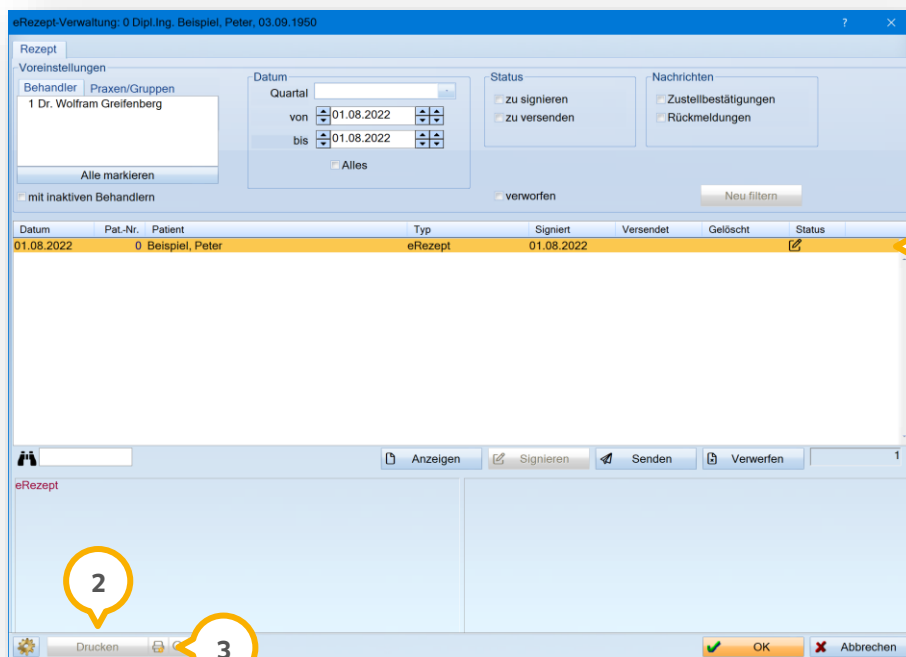 eRezept-Verwaltung: 0 Dipl.Ing. Beispiel, Peter, 03.09.1950 ?
Rezept
Voreinstellungen
Behandler Praxen/Gruppen
1 Dr. Wolfram Greifenberg
Alle markieren
mit inaktiven Behandlern
Datum
Quartal
von 01.08.2022
bis 01.08.2022
Alles
Status
zu signieren
zu versenden
verworfen
Nachrichten
Zustellbestätigungen
Rückmeldungen
Neu filtern
Datum Pat.-Nr. Patient Typ Signiert Versendet Gelöscht Status
01.08.2022 0 Beispiel, Peter eRezept 01.08.2022
Anzeigen Signieren Senden Verwerfen 1
eRezept
2
Drucken 3 OK Abbrechen